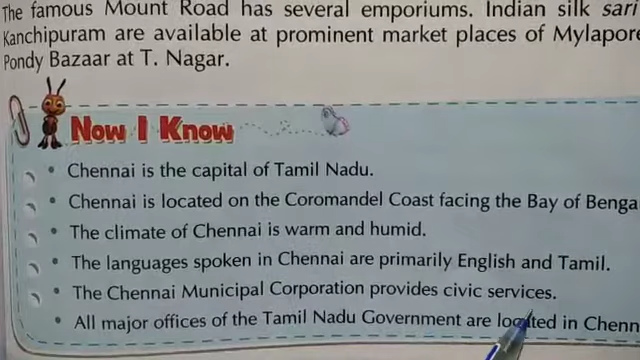 The famous Mount Road has several emporiums. Indian silk sari
Kanchipuram are available at prominent market places of Mylapore
Pondy Bazaar at T. Nagar.
Now I Know
• Chennai is the capital of Tamil Nadu.
• Chennai is located on the Coromandel Coast facing the Bay of Benga
• The climate of Chennai is warm and humid.
• The languages spoken in Chennai are primarily English and Tamil.
• The Chennai Municipal Corporation provides civic services.
• All major offices of the Tamil Nadu Government are located in Chenn